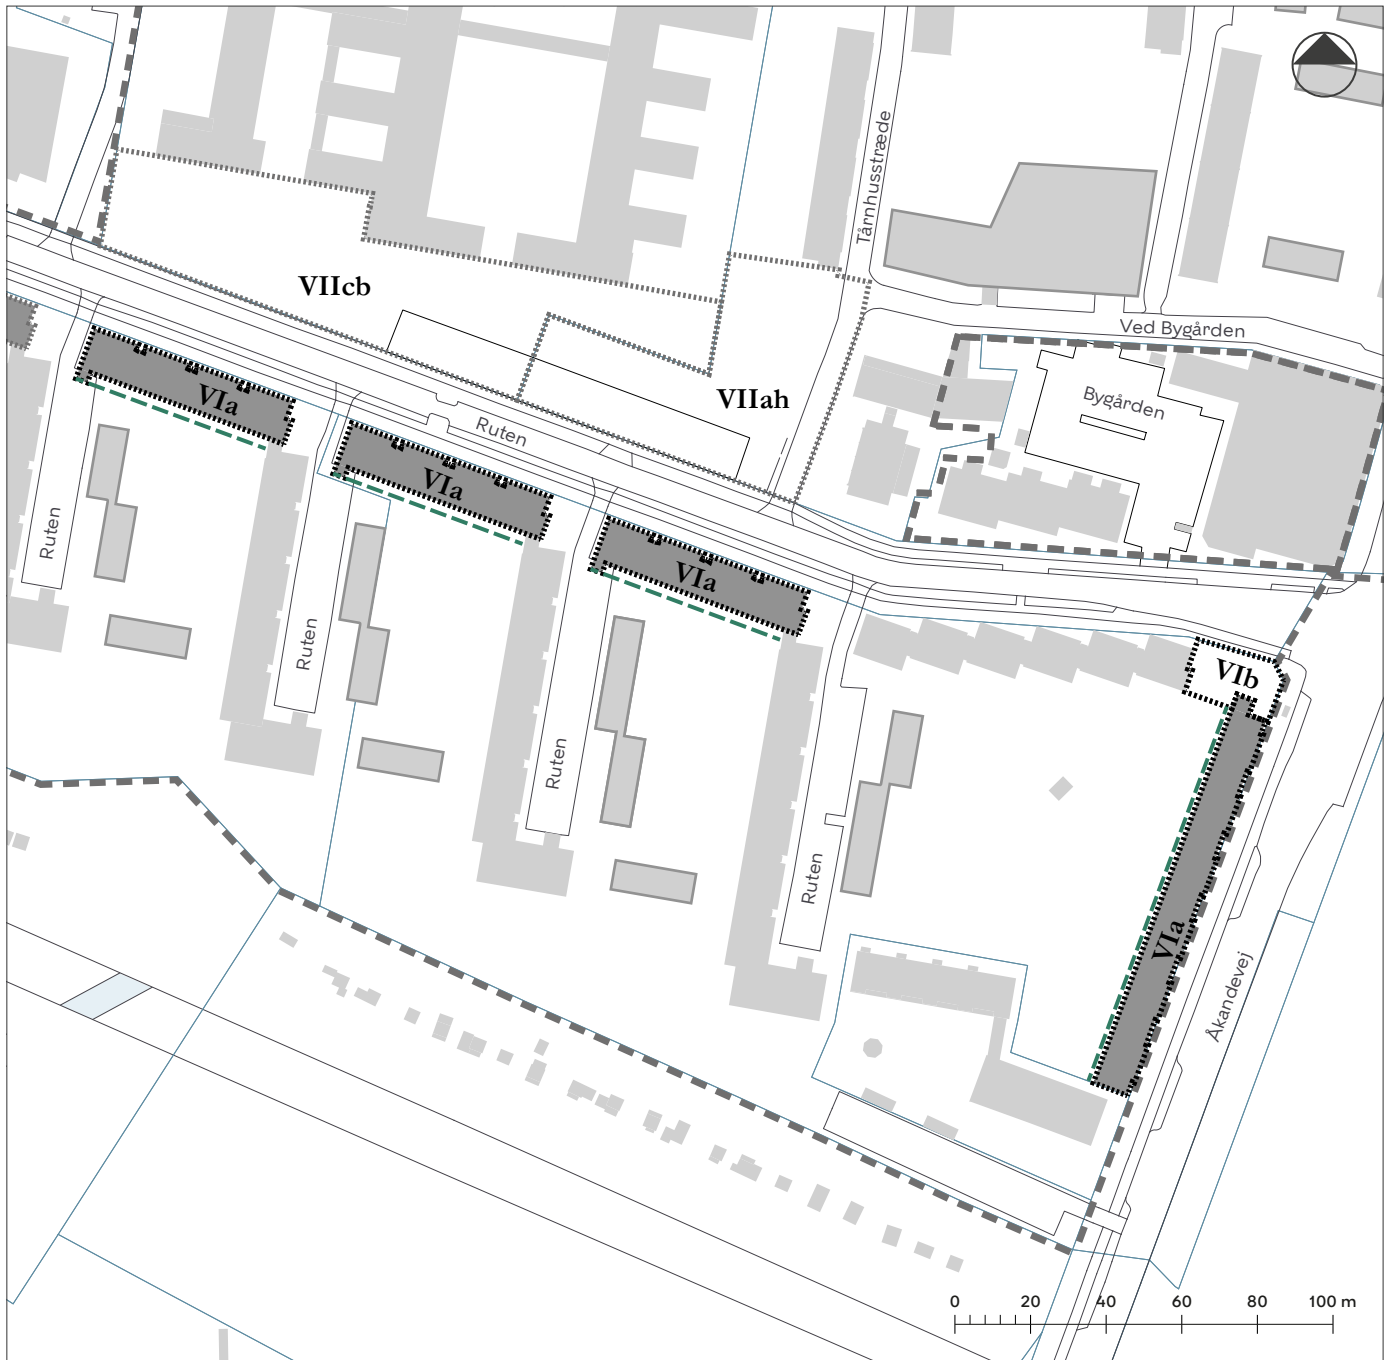 Tårnhusstræde
VIIcb
Ved Bygården
VIIah
Bygården
VIa
Ruten
VIa
Ruten
VIa
Ruten
VIb
Ruten
Ruten
VIa
Åkandevej
0 20 40 60 80 100 m